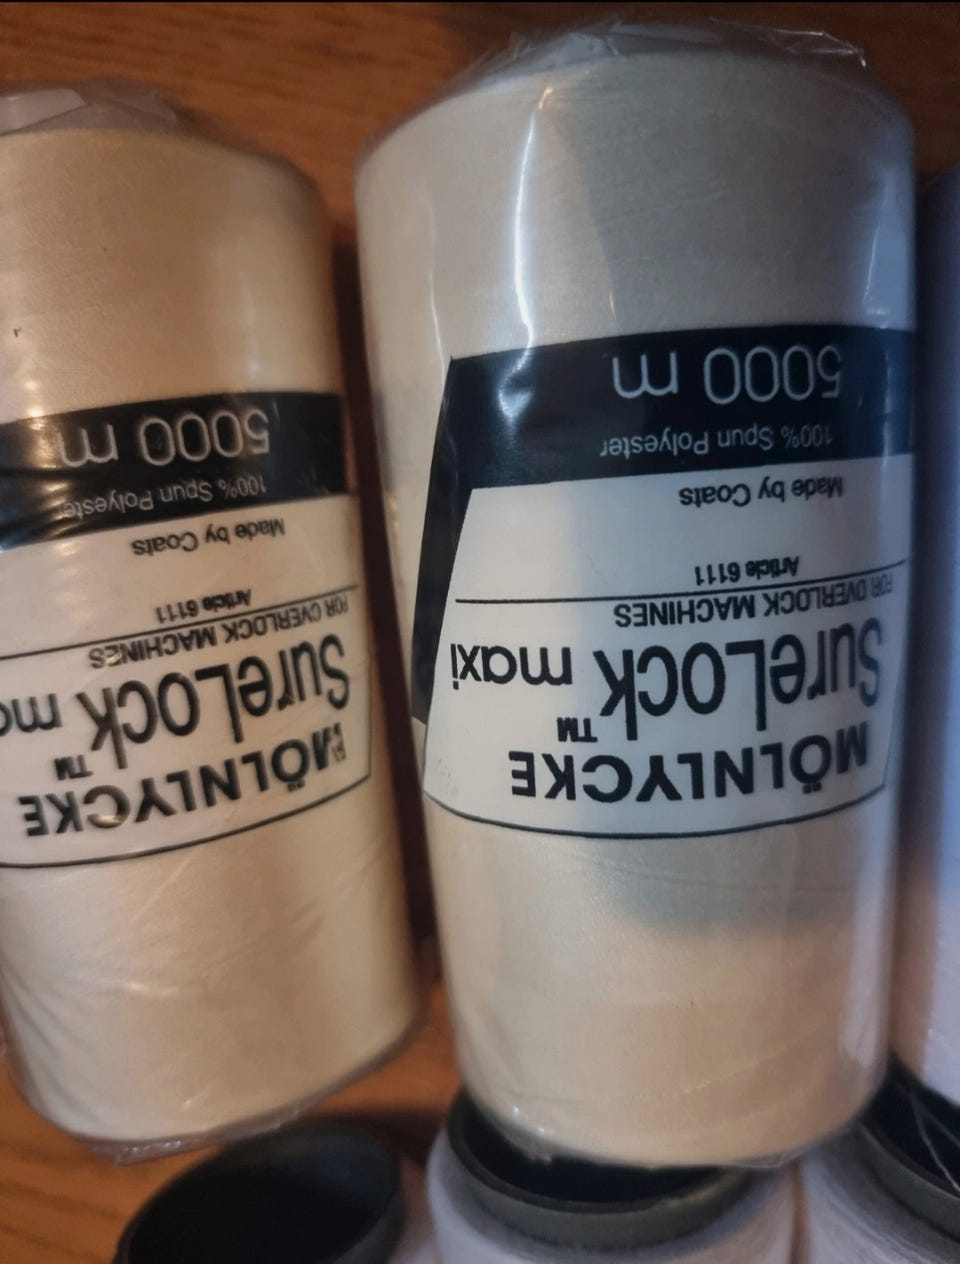 MÖLNLYCKE
SureLock™ mo
FOR OVERLOCK MACHINES
Article 6111
Made by Coats
100% Spun Polyester
5000 m
MÖLNLYCKE
SureLock™ maxi
FOR OVERLOCK MACHINES
Article 6111
Made by Coats
100% Spun Polyester
5000 m